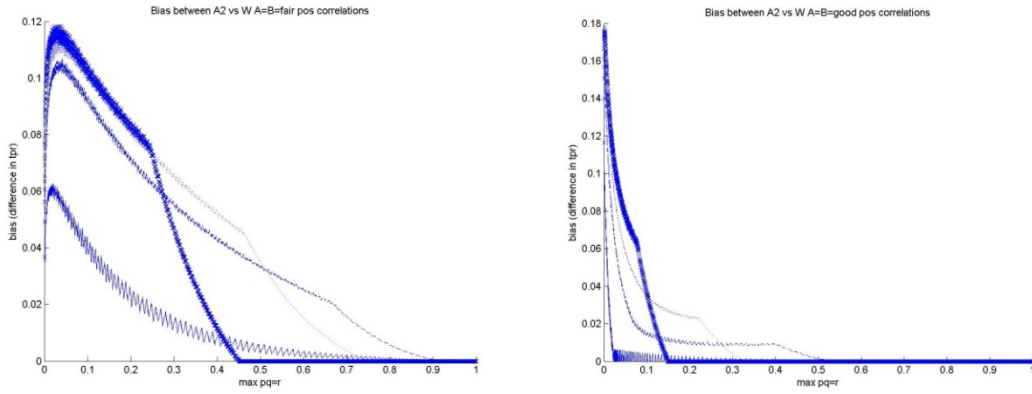 Bias between A2 vs W A=B=fair pos correlations
0.12
0.1
0.08
0.06
0.04
0.02
0
bias (difference in tpr)
0 0.1 0.2 0.3 0.4 0.5 0.6 0.7 0.8 0.9 1
max pq=r
Bias between A2 vs W A=B=good pos correlations
0.18
0.16
0.14
0.12
0.1
0.08
0.06
0.04
0.02
0
bias (difference in tpr)
0 0.1 0.2 0.3 0.4 0.5 0.6 0.7 0.8 0.9 1
max pq=r